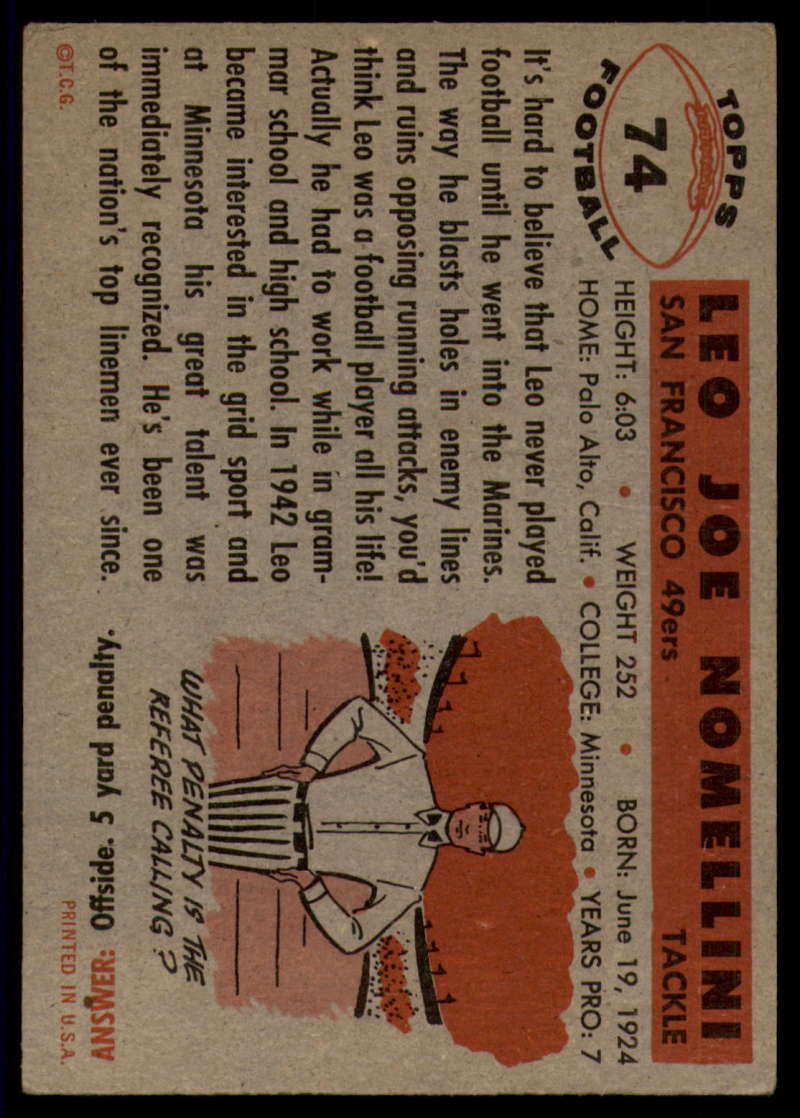 TOPPS
74
FOOTBALL
LEO JOE NOMELLINI
SAN FRANCISCO 49ers TACKLE
HEIGHT: 6:03 • WEIGHT 252 • BORN: June 19, 1924
HOME: Palo Alto, Calif. • COLLEGE: Minnesota • YEARS PRO: 7
It's hard to believe that Leo never played
football until he went into the Marines.
The way he blasts holes in enemy lines
and ruins opposing running attacks, you'd
think Leo was a football player all his life!
Actually he had to work while in gram-
mar school and high school. In 1942 Leo
became interested in the grid sport and
at Minnesota his great talent was
immediately recognized. He's been one
of the nation's top linemen ever since.
WHAT PENALTY IS THE
REFEREE CALLING?
ANSWER: Offside. 5 yard penalty.
©T.C.G.
PRINTED IN U.S.A.